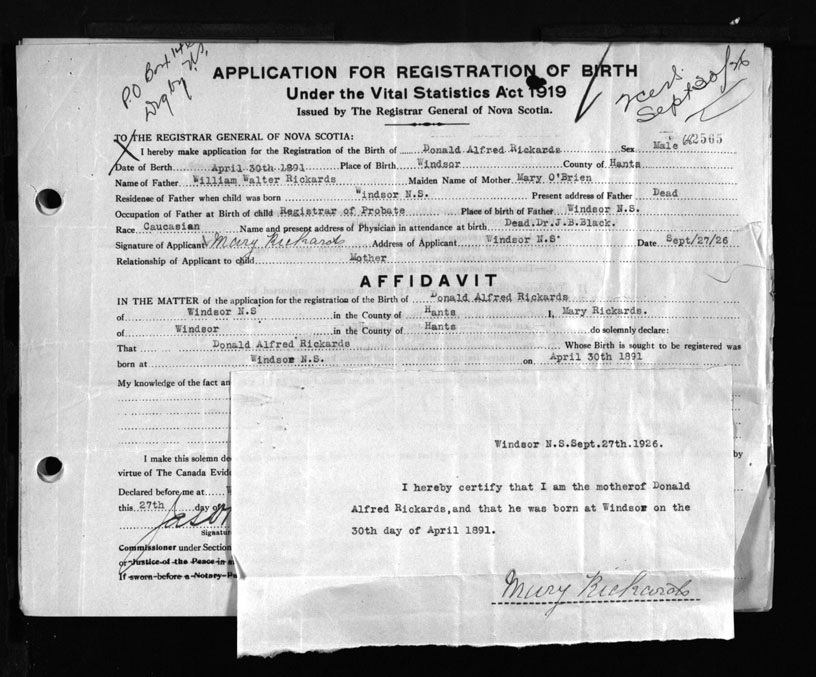 P.O Box 146
Digby N.S.
APPLICATION FOR REGISTRATION OF BIRTH
Under the Vital Statistics Act 1919
Issued by The Registrar General of Nova Scotia.
Sept 30/26
TO THE REGISTRAR GENERAL OF NOVA SCOTIA:
2565
I hereby make application for the Registration of the Birth of Donald Alfred Rickards Sex Male
Date of Birth April 30th 1891 Place of Birth Windsor County of Hants
Name of Father William Walter Rickards Maiden Name of Mother Mary O'Brien
Residense of Father when child was born Windsor N.S. Present address of Father Dead
Occupation of Father at Birth of child Registrar of Probate Place of birth of Father Windsor N.S.
Race Caucasian Name and present address of Physician in attendance at birth Dead.Dr.J.B.Black.
Signature of Applicant Mary Rickards Address of Applicant Windsor N.S Date Sept/27/26
Relationship of Applicant to child Mother
AFFIDAVIT
IN THE MATTER of the application for the registration of the Birth of Donald Alfred Rickards
of Windsor N.S in the County of Hants I, Mary Rickards.
of Windsor in the County of Hants do solemnly declare:
That Donald Alfred Rickards Whose Birth is sought to be registered was
born at Windsor N.S. on April 30th 1891
My knowledge of the fact an
by
I make this solemn de
virtue of The Canada Evid
Declared before me at W
this 27th day of
Signatur
Commissioner under Section
or Justice of the Peace in a
If sworn before a Notary Pu
Windsor N.S.Sept.27th.1926.
I hereby certify that I am the motherof Donald
Alfred Rickards,and that he was born at Windsor on the
30th day of April 1891.
Mary Rickards